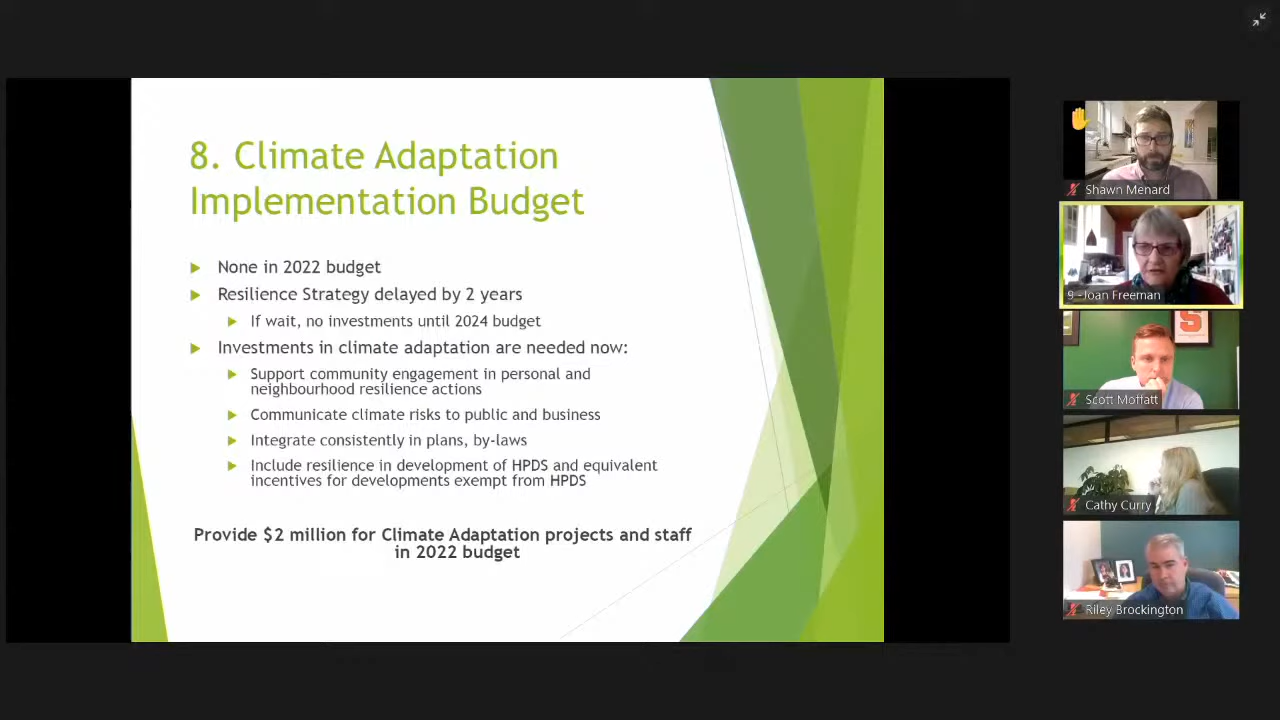 8. Climate Adaptation
Implementation Budget
None in 2022 budget
Resilience Strategy delayed by 2 years
If wait, no investments until 2024 budget
Investments in climate adaptation are needed now:
Support community engagement in personal and
neighbourhood resilience actions
Communicate climate risks to public and business
Integrate consistently in plans, by-laws
Include resilience in development of HPDS and equivalent
incentives for developments exempt from HPDS
Provide $2 million for Climate Adaptation projects and staff
in 2022 budget
Shawn Menard
9 - Joan Freeman
S
Scott Moffatt
Cathy Curry
Riley Brockington